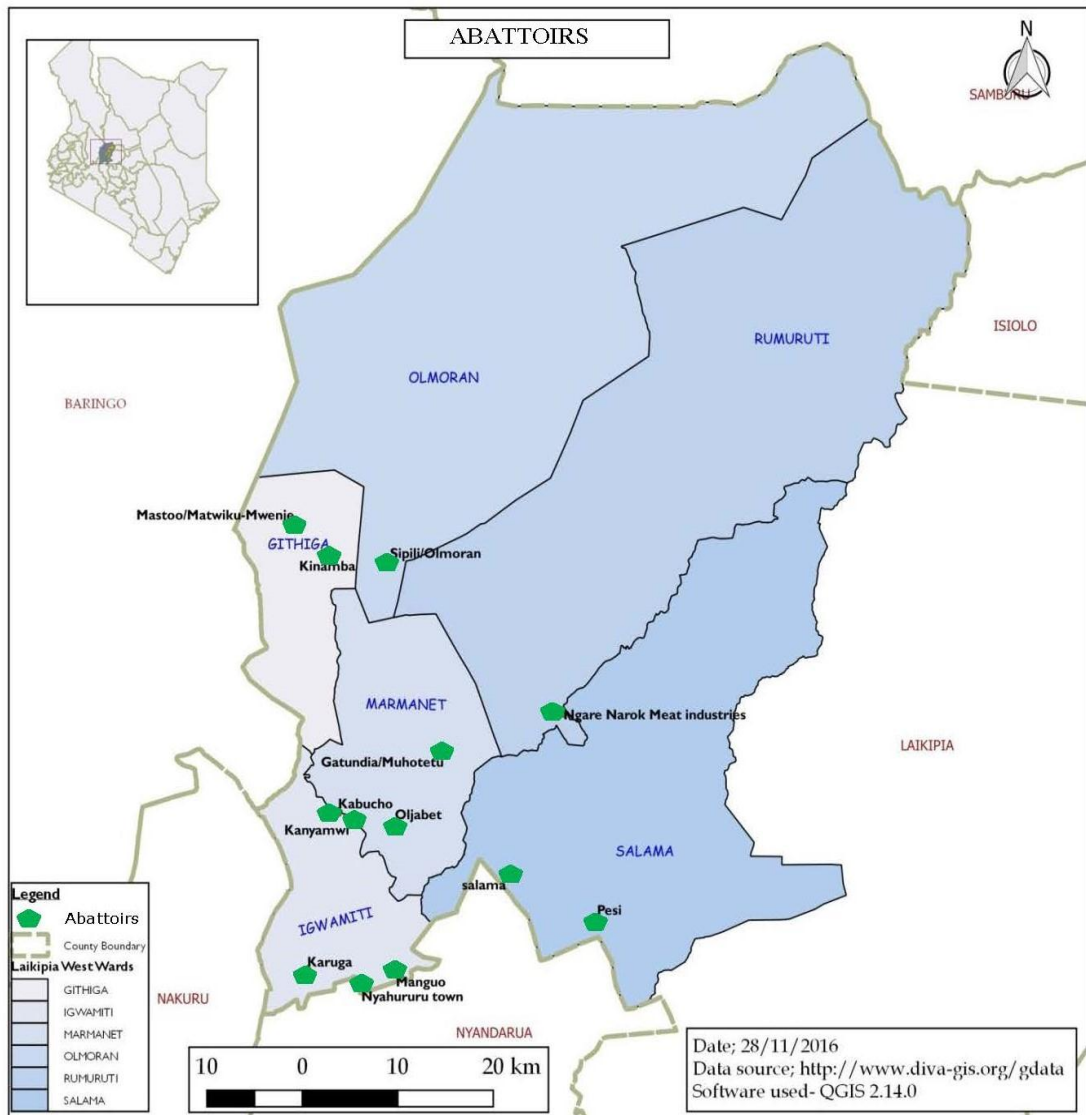 ABATTOIRS
N
SAMBURU
RUMURUTI
ISIOLO
OLMORAN
BARINGO
Mastoo/Matwiku-Mwenje
GITHIGA
Kinamba
Sipili/Olmoran
MARMANET
Ngare Narok Meat industries
LAIKIPIA
Gatundia/Muhotetu
Kabucho
Kanyamwi
Oljabet
SALAMA
salama
Pesi
IGWAMITI
Karuga
Manguo
Nyahururu town
NAKURU
NYANDARUA
Legend
Abattoirs
County Boundary
Laikipia West Wards
GITHIGA
IGWAMITI
MARMANET
OLMORAN
RUMURUTI
SALAMA
10 0 10 20 km
Date; 28/11/2016
Data source; http://www.diva-gis.org/gdata
Software used- QGIS 2.14.0